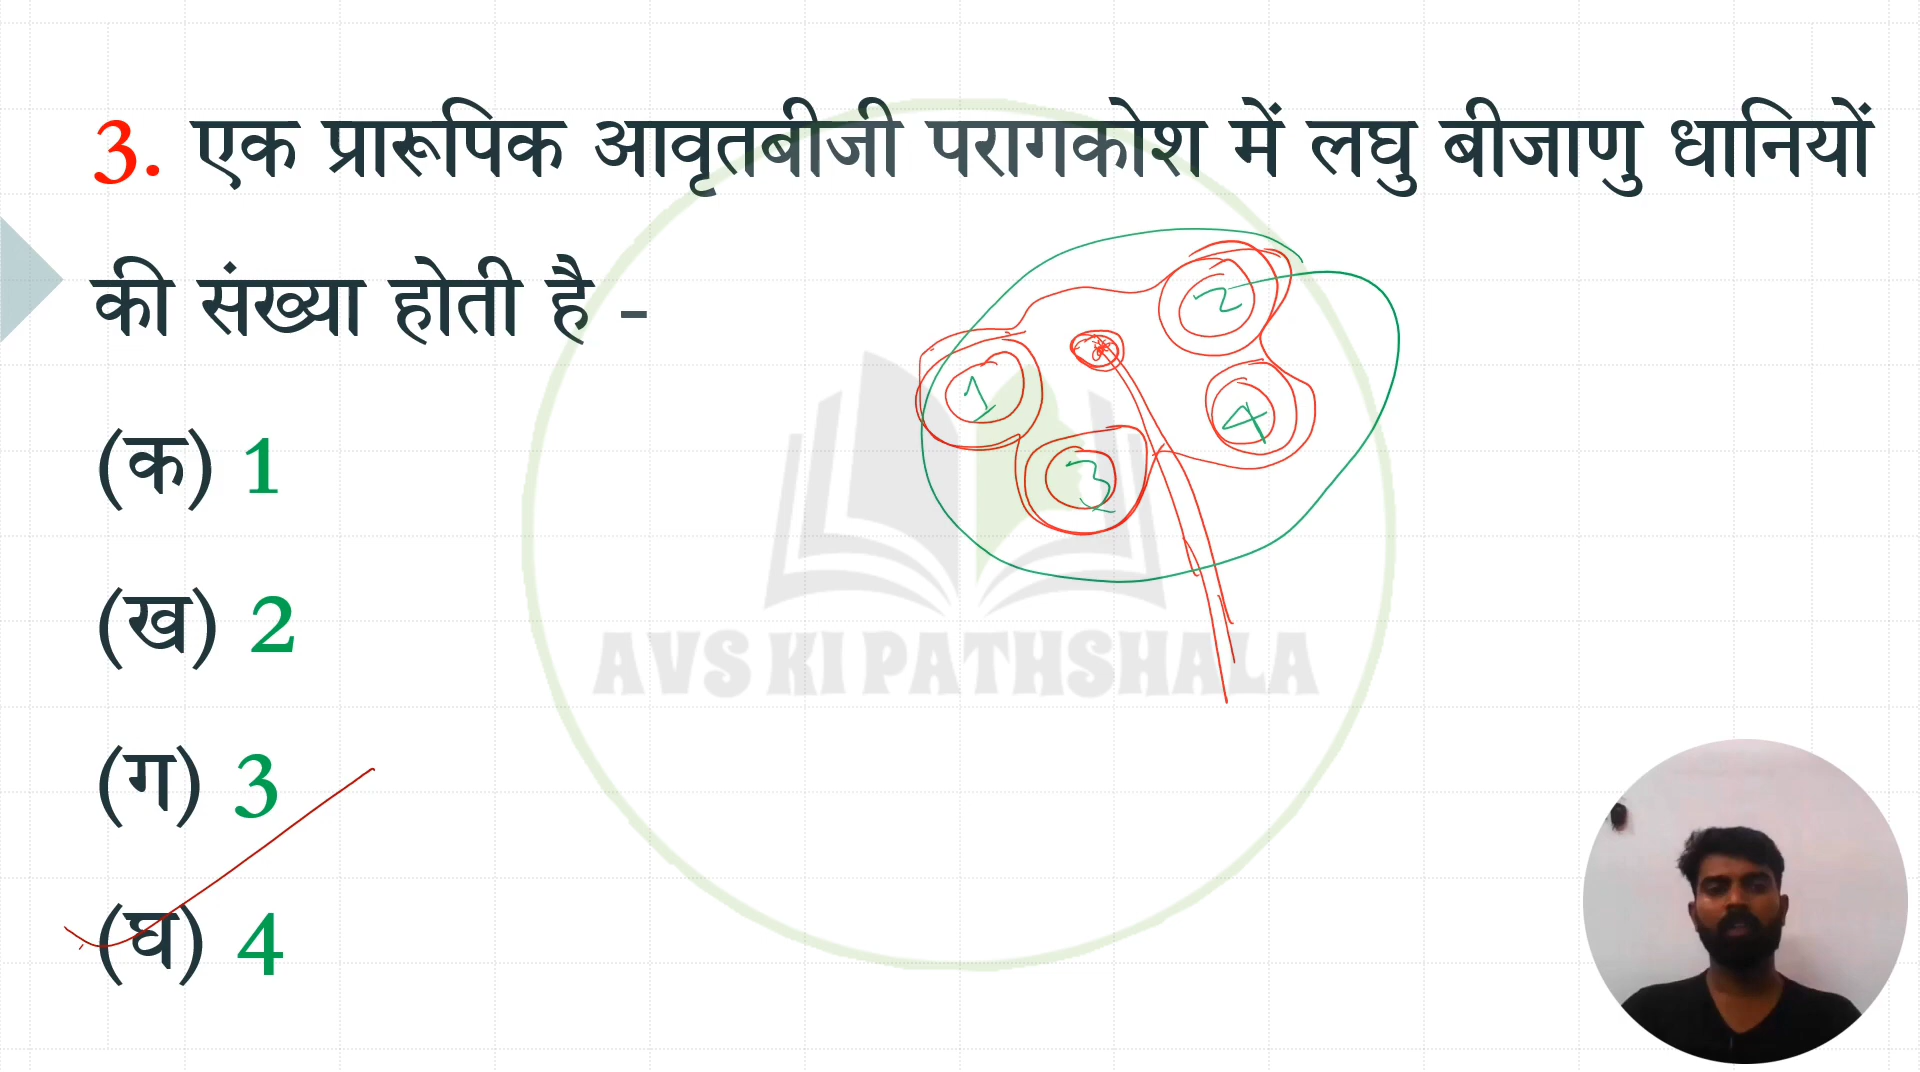 3. एक प्रारूपिक आवृतबीजी परागकोश में लघु बीजाणु धानियों
की संख्या होती है -
2
1
4
3
(क) 1
(ख) 2
(ग) 3
(घ) 4
AVS KI PATHSHALA